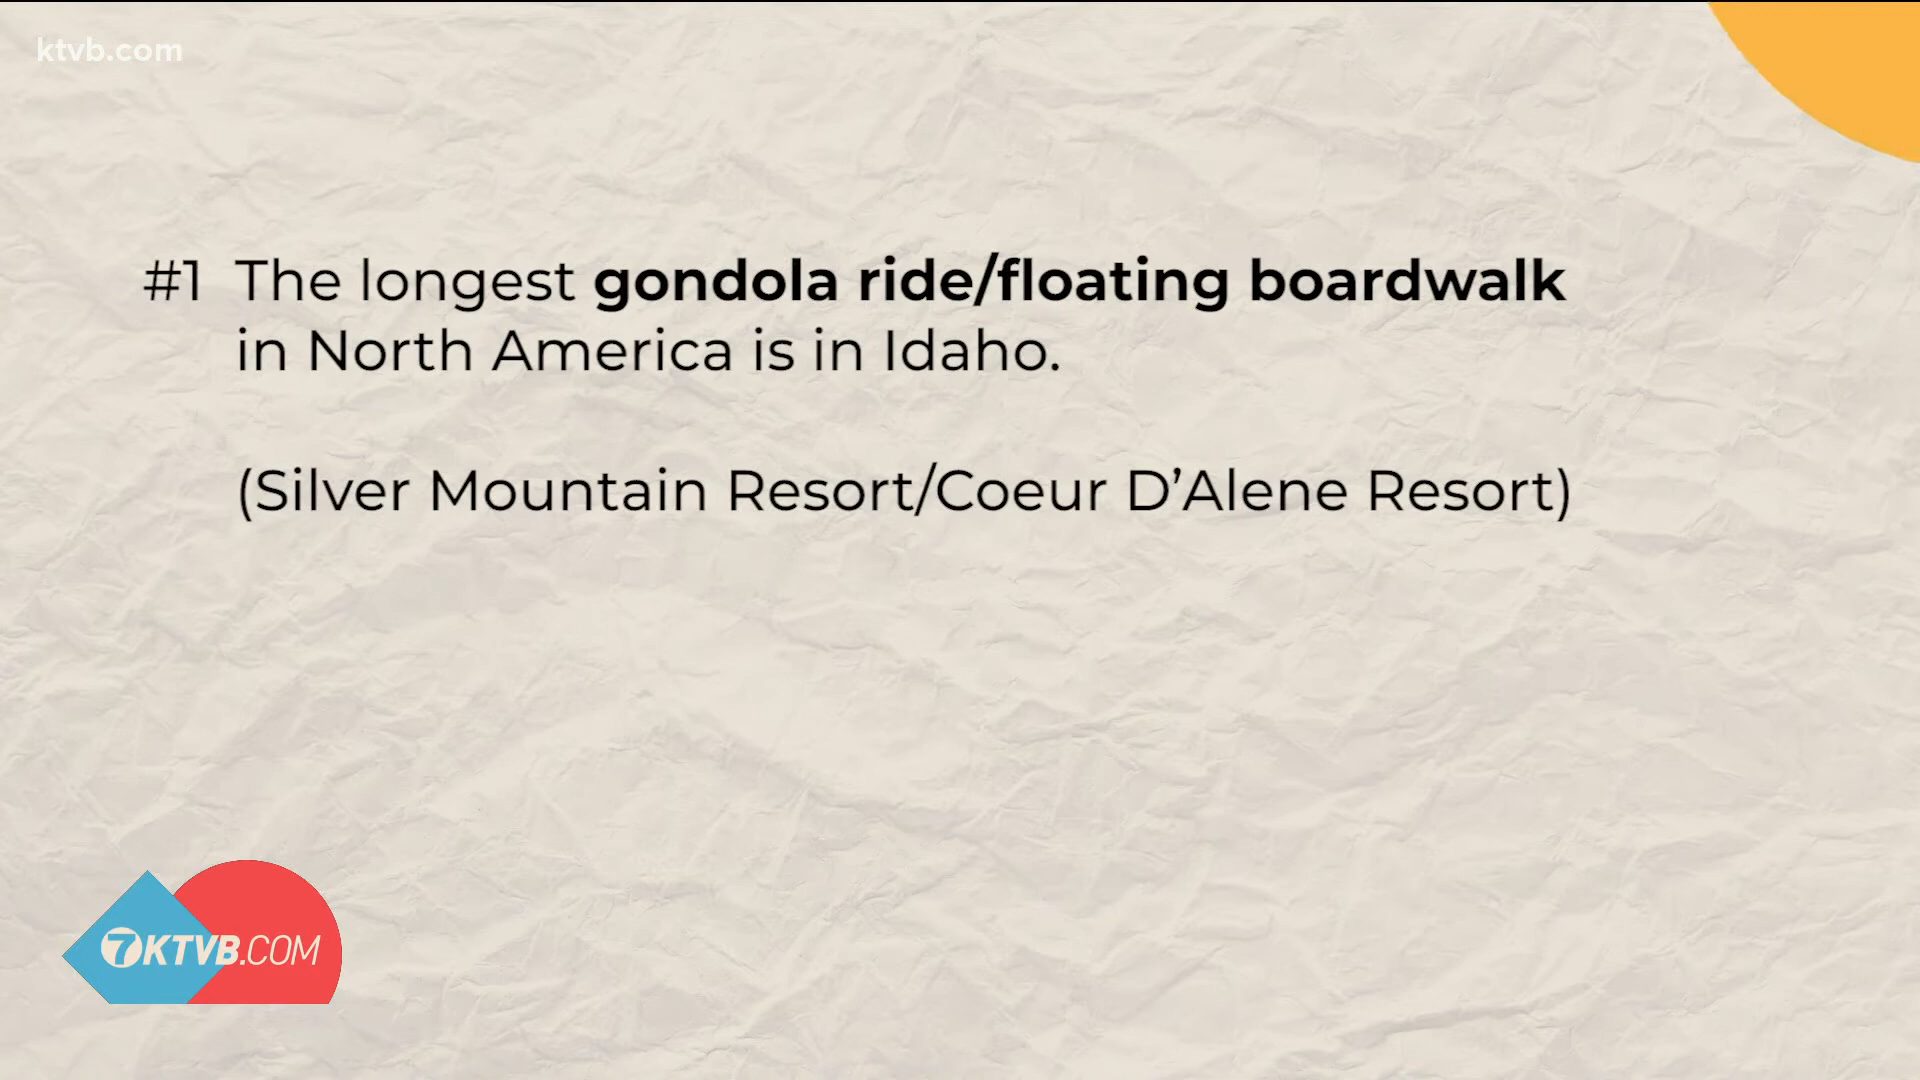 ktvb.com
#1 The longest gondola ride/floating boardwalk
in North America is in Idaho.
(Silver Mountain Resort/Coeur D’Alene Resort)
7KTVB.COM